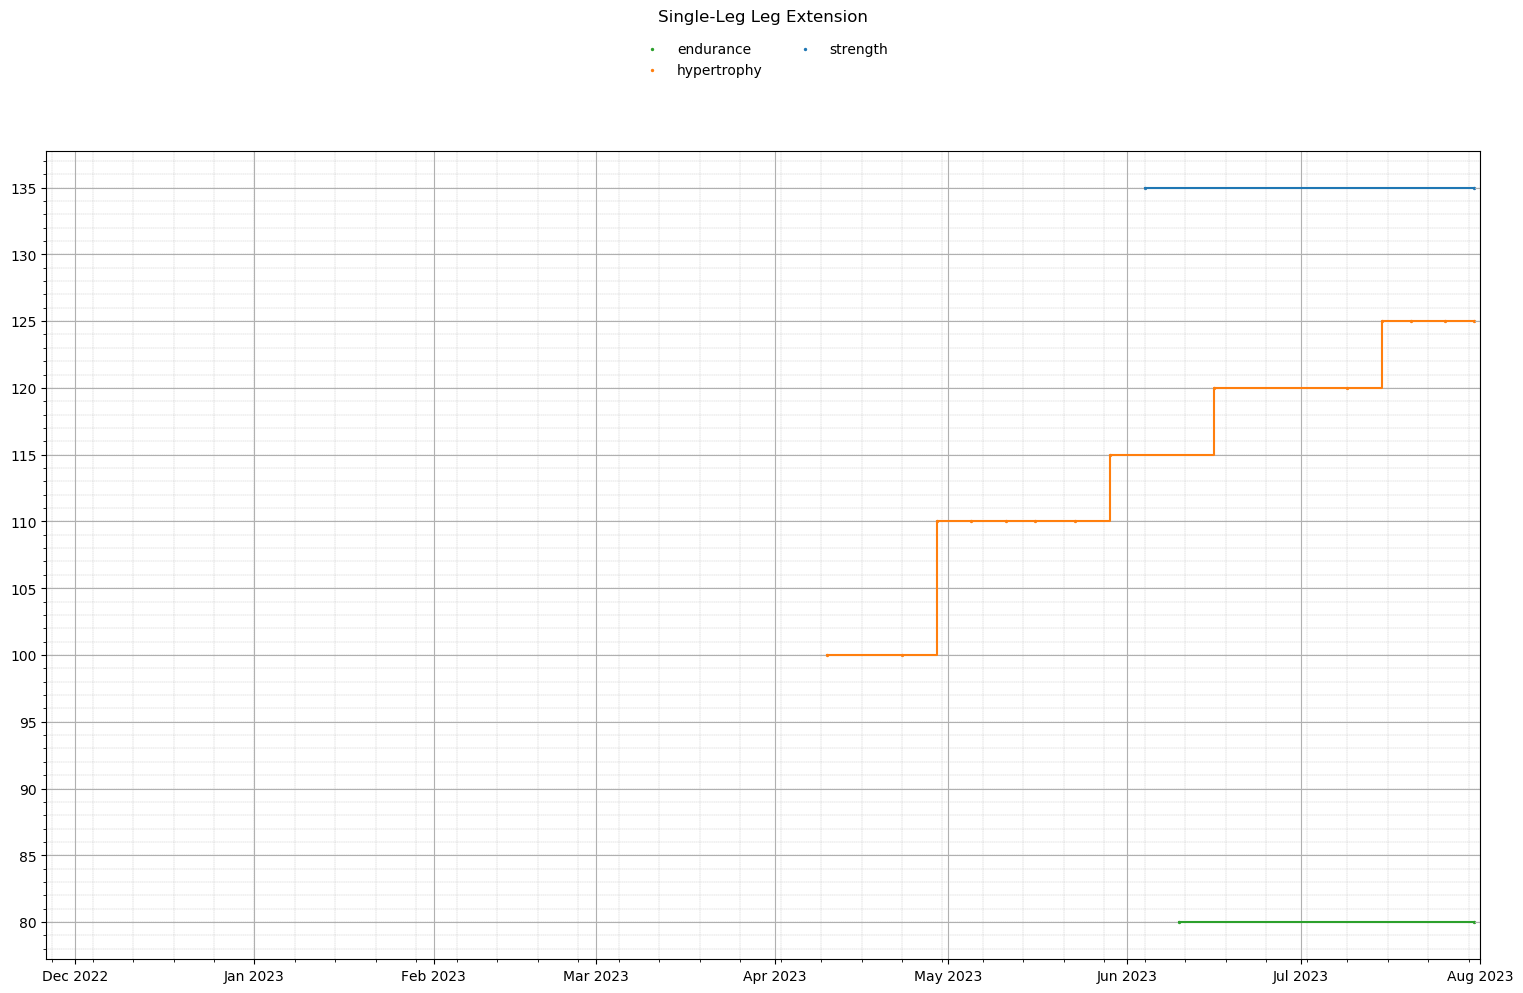 Single-Leg Leg Extension
endurance
hypertrophy
strength
135
130
125
120
115
110
105
100
95
90
85
80
Dec 2022 Jan 2023 Feb 2023 Mar 2023 Apr 2023 May 2023 Jun 2023 Jul 2023 Aug 2023